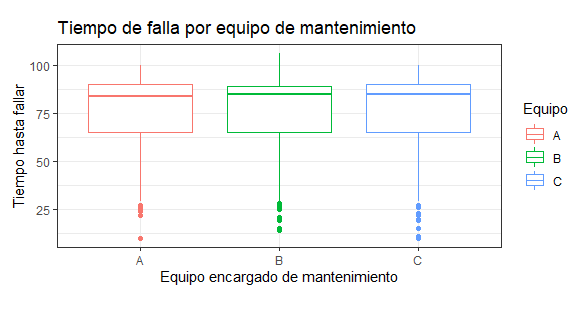 Tiempo de falla por equipo de mantenimiento
Tiempo hasta fallar
100
75
50
25
A
B
C
Equipo encargado de mantenimiento
Equipo
A
B
C